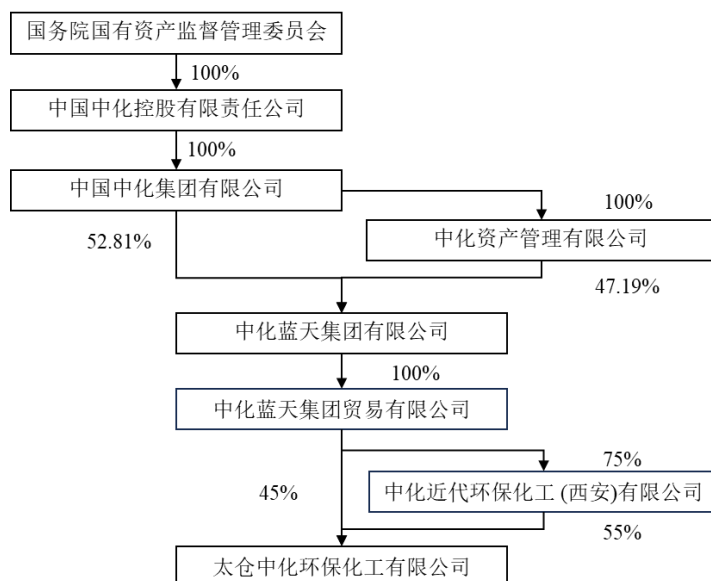 国务院国有资产监督管理委员会
100%
中国中化控股有限责任公司
100%
中国中化集团有限公司
100%
52.81%
中化资产管理有限公司
47.19%
中化蓝天集团有限公司
100%
中化蓝天集团贸易有限公司
75%
45%
中化近代环保化工 (西安)有限公司
55%
太仓中化环保化工有限公司